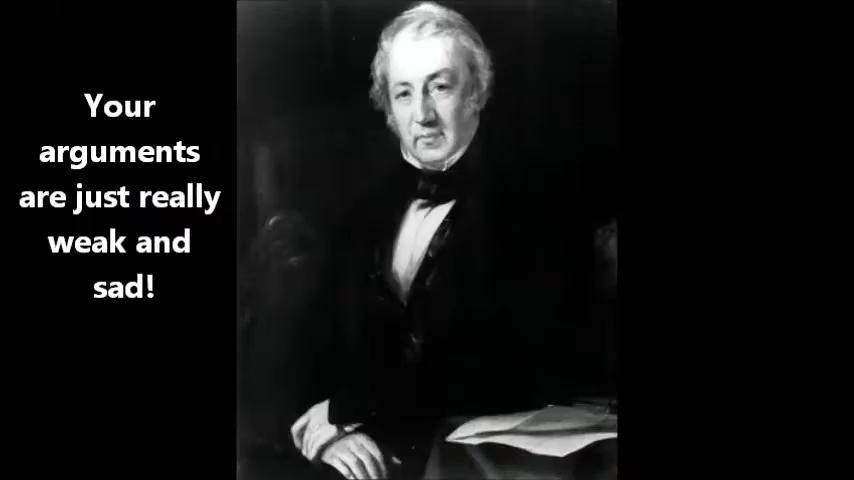 Your
arguments
are just really
weak and
sad!